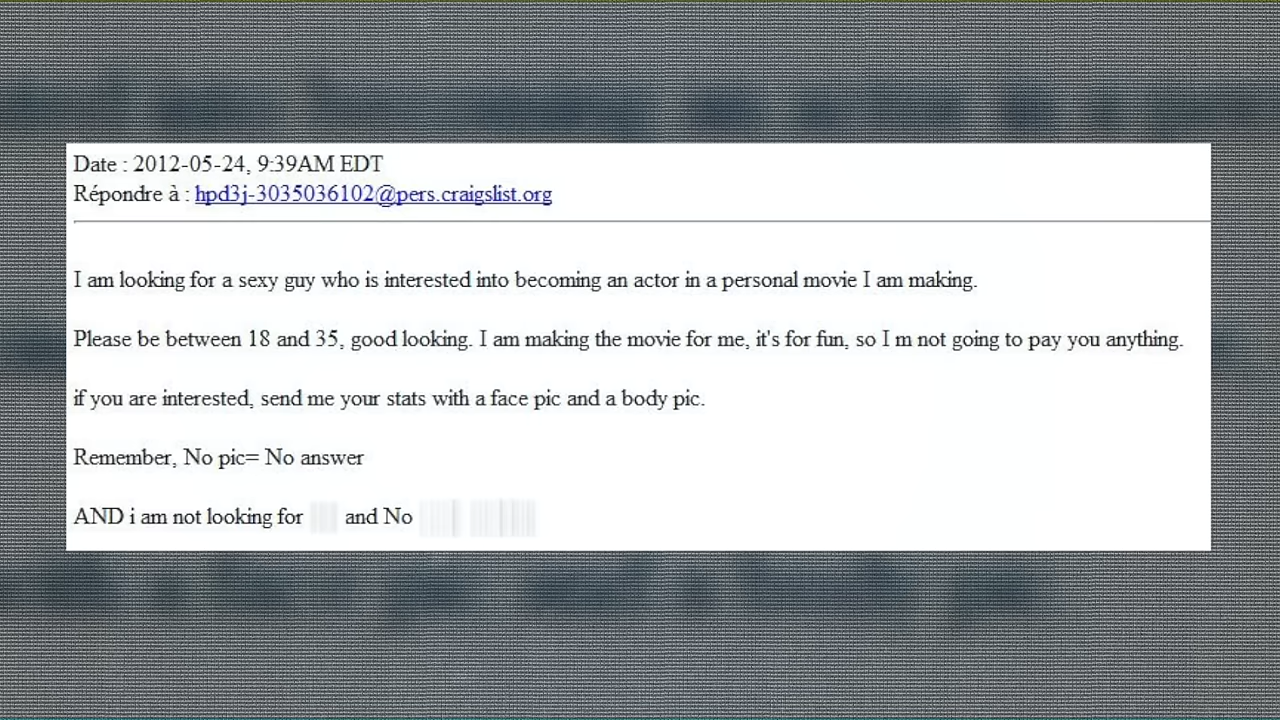 Date : 2012-05-24, 9:39AM EDT
Répondre à : hpd3j-3035036102@pers.craigslist.org
I am looking for a sexy guy who is interested into becoming an actor in a personal movie I am making.
Please be between 18 and 35, good looking. I am making the movie for me, it's for fun, so I m not going to pay you anything.
if you are interested, send me your stats with a face pic and a body pic.
Remember, No pic= No answer
AND i am not looking for and No